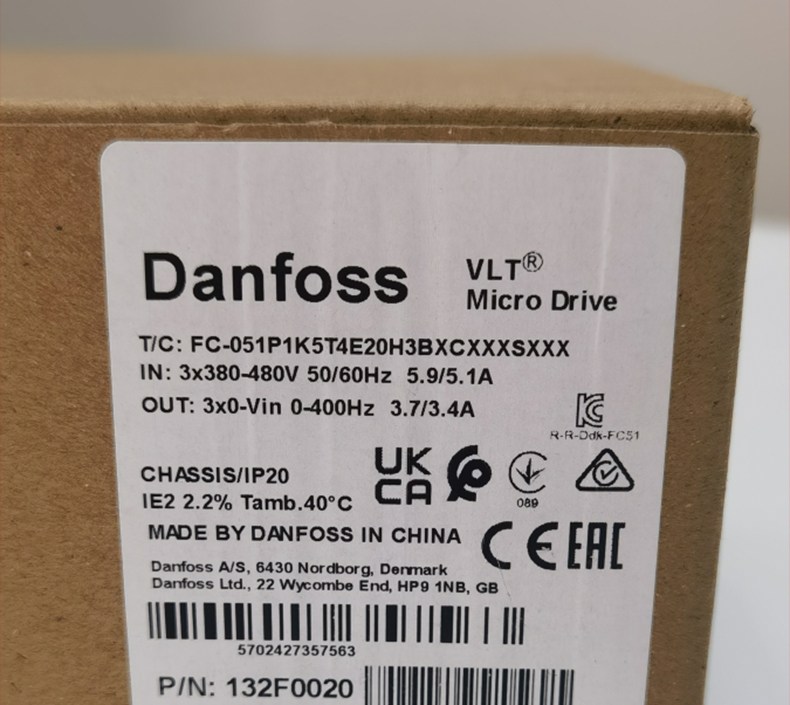 Danfoss
VLT®
Micro Drive
T/C: FC-051P1K5T4E20H3BXCXXXSXXX
IN: 3x380-480V 50/60Hz 5.9/5.1A
OUT: 3x0-Vin 0-400Hz 3.7/3.4A
R-R-Ddk-FC51
CHASSIS/IP20
UK
CA
089
IE2 2.2% Tamb.40°C
MADE BY DANFOSS IN CHINA
CE EAC
Danfoss A/S, 6430 Nordborg, Denmark
Danfoss Ltd., 22 Wycombe End, HP9 1NB, GB
5702427357563
P/N: 132F0020